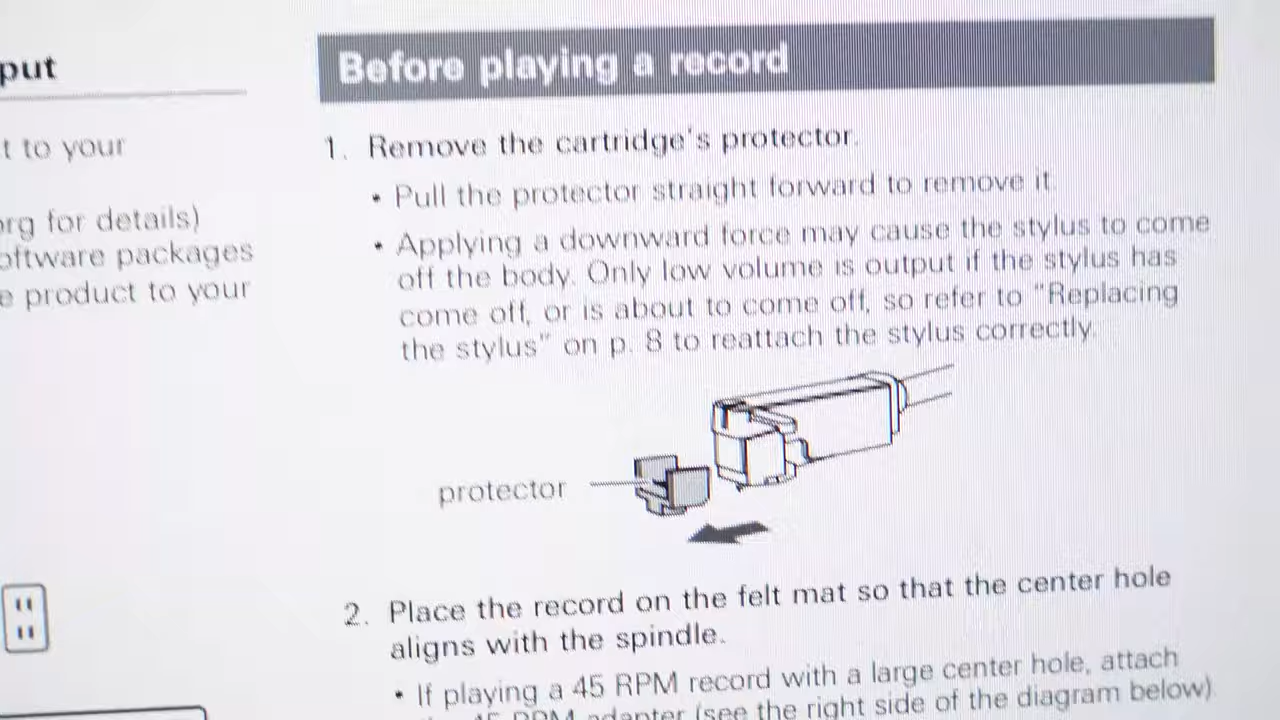 put
t to your
org for details)
oftware packages
e product to your
Before playing a record
1. Remove the cartridge's protector.
• Pull the protector straight forward to remove it.
• Applying a downward force may cause the stylus to come
off the body. Only low volume is output if the stylus has
come off, or is about to come off, so refer to "Replacing
the stylus" on p. 8 to reattach the stylus correctly.
protector
2. Place the record on the felt mat so that the center hole
aligns with the spindle.
• If playing a 45 RPM record with a large center hole, attach
the 45 RPM adapter (see the right side of the diagram below)